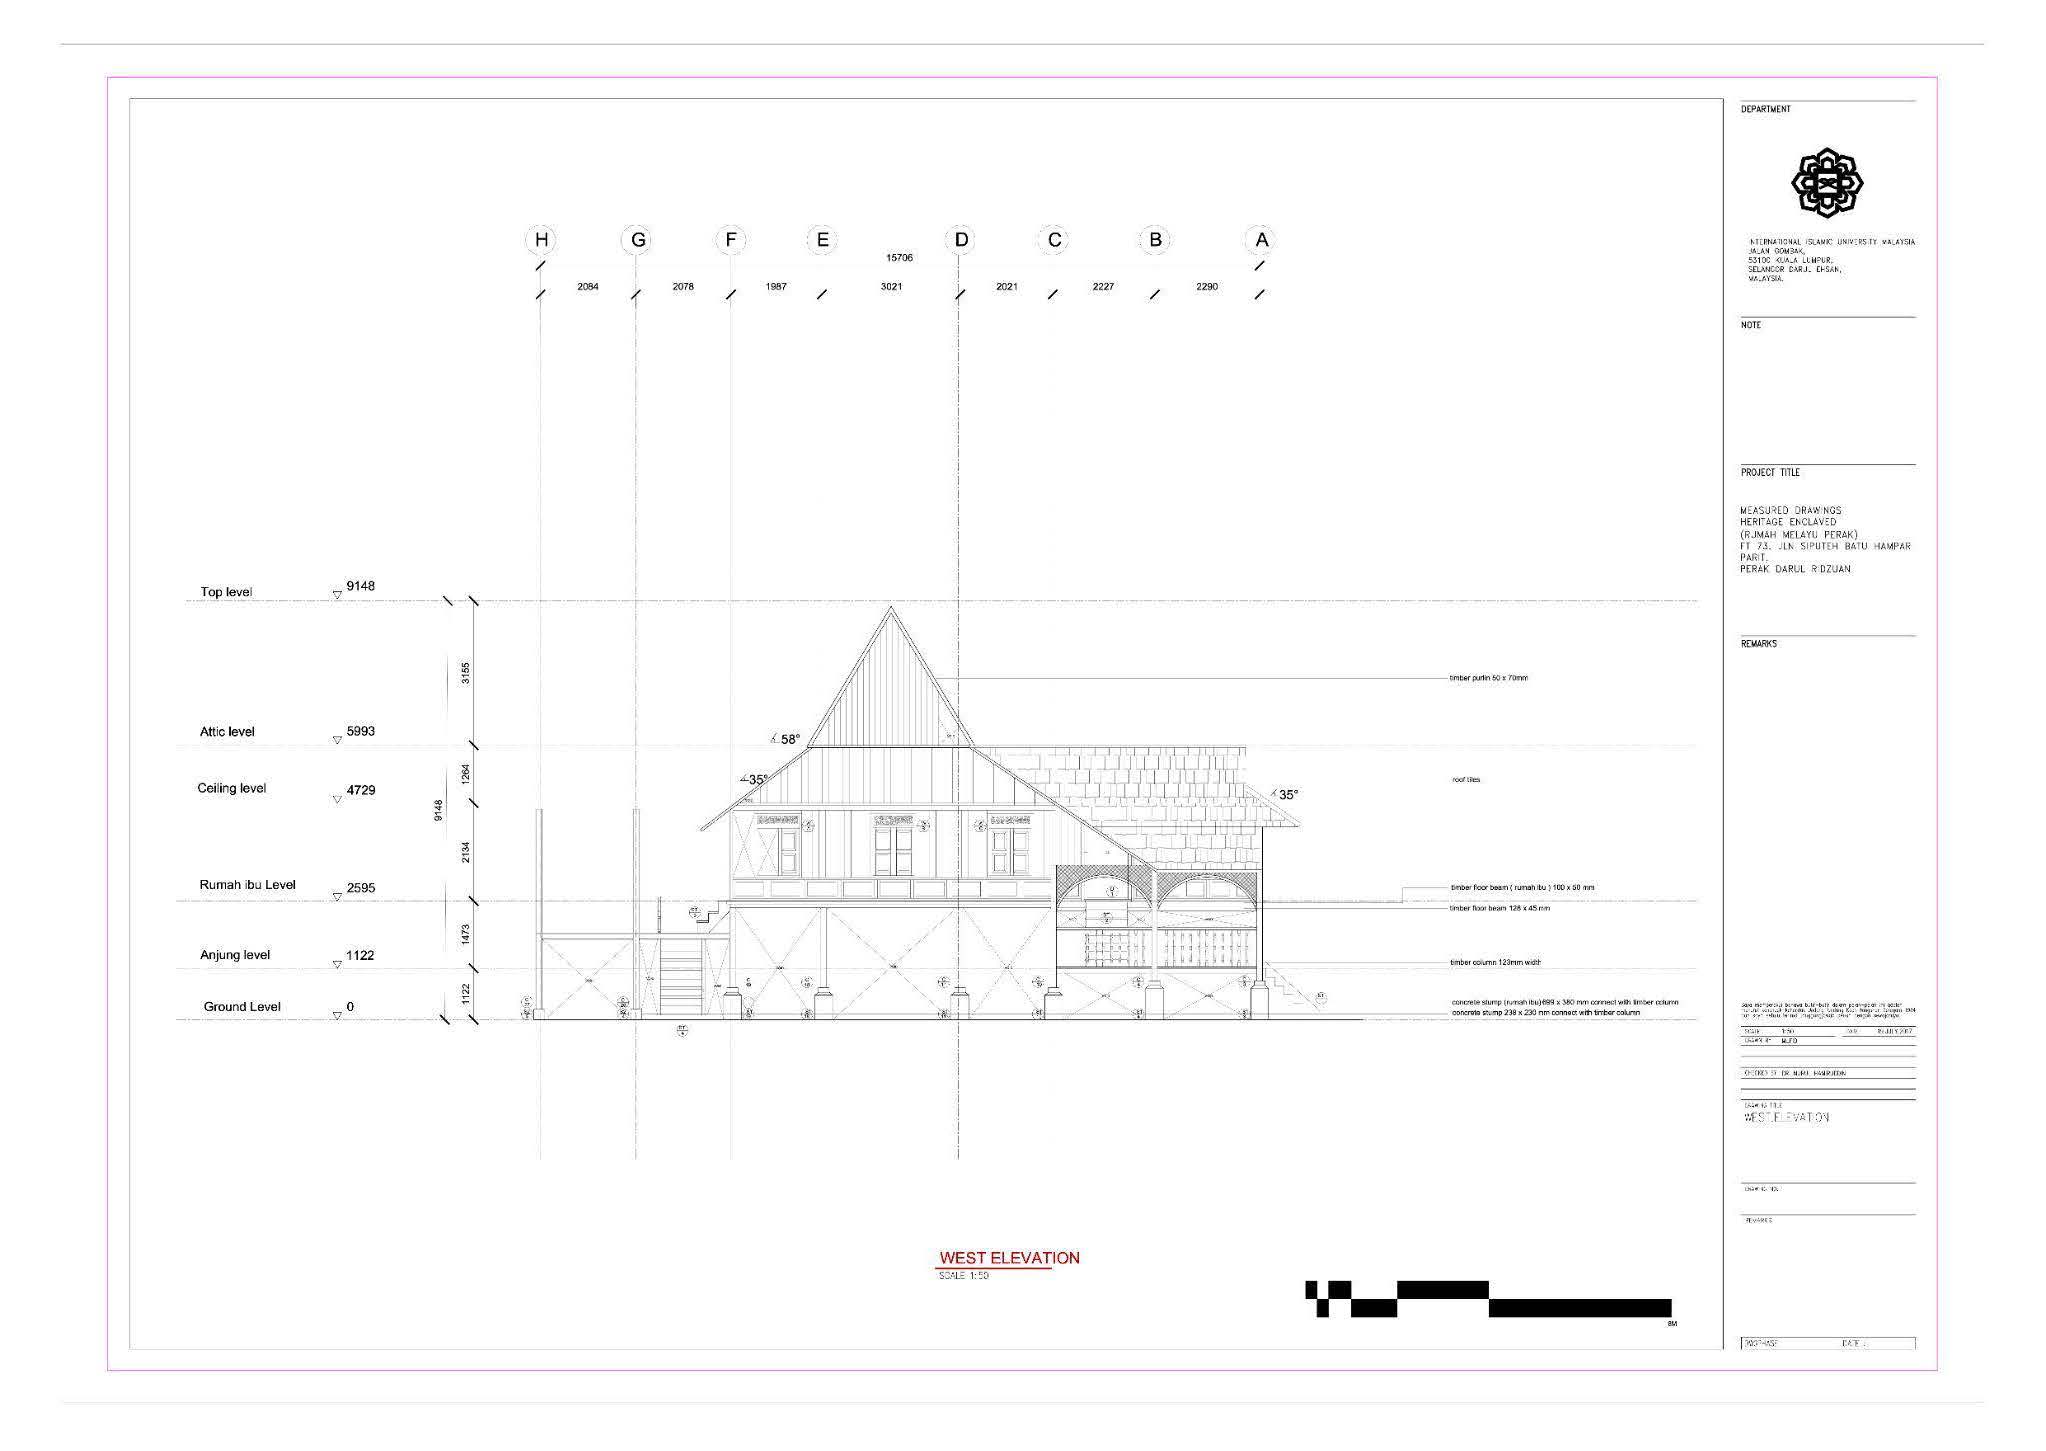 H
G
F
E
D
C
B
A
15706
2084
2078
1987
3021
2021
2227
2290
Top level
9148
Attic level
5993
Ceiling level
4729
Rumah ibu Level
2595
Anjung level
1122
Ground Level
0
9148
3155
1264
2134
1473
1122
58°
35°
35°
timber purlin 50 x 70mm
roof tiles
timber floor beam ( rumah ibu ) 100 x 50 mm
timber floor beam 128 x 45 mm
timber column 123mm width
concrete stump (rumah ibu)699 x 380 mm connect with timber column
concrete stump 238 x 230 mm connect with timber column
WEST ELEVATION
SCALE 1:50
8M
DEPARTMENT
INTERNATIONAL ISLAMIC UNIVERSITY MALAYSIA
JALAN GOMBAK,
53100 KUALA LUMPUR,
SELANGOR DARUL EHSAN,
MALAYSIA.
NOTE
PROJECT TITLE
MEASURED DRAWINGS
HERITAGE ENCLAVED
(RUMAH MELAYU PERAK)
FT 73, JLN SIPUTEH BATU HAMPAR
PARIT,
PERAK DARUL RIDZUAN
REMARKS
SCALE 1:50
JULY 2017
DRAWN BY
CHECKED BY DR NURUL HAMIRUDDIN
DRAWING TITLE
WEST ELEVATION
DRAWING NO.
REMARKS
DATE :